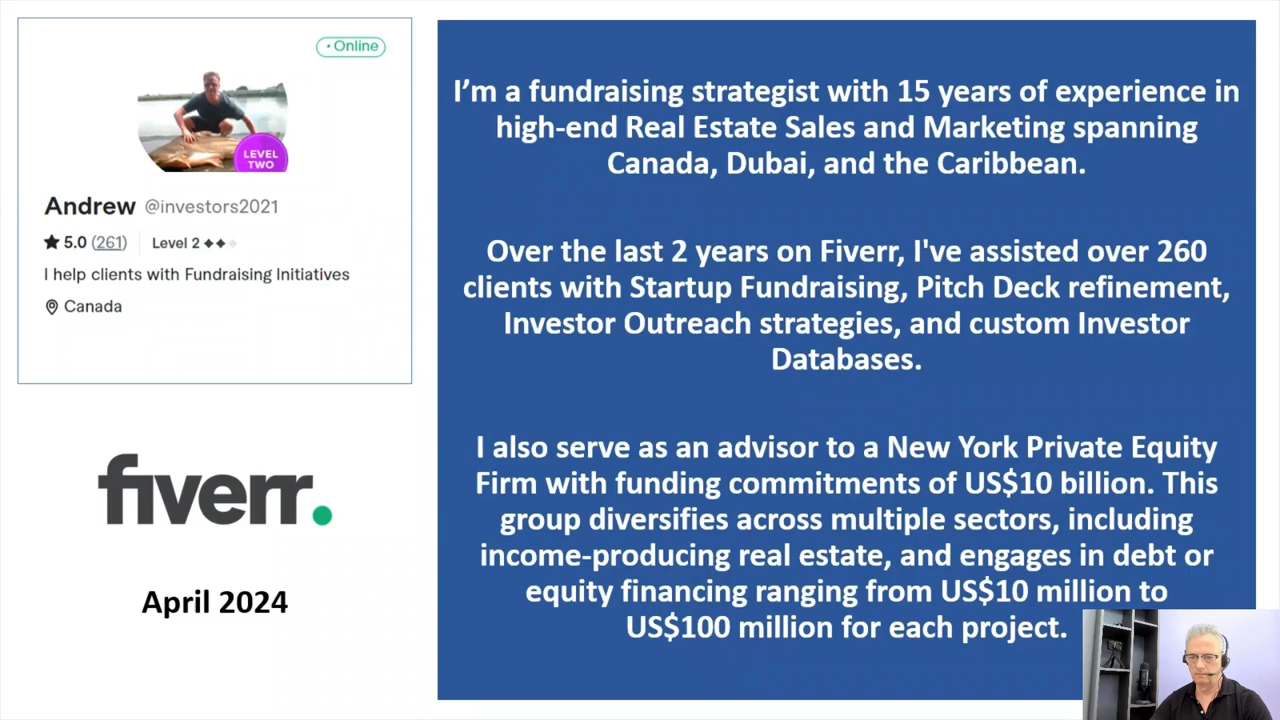 • Online
LEVEL
TWO
Andrew @investors2021
★ 5.0 (261) Level 2 ◆◆◆
I help clients with Fundraising Initiatives
Canada
fiverr.
April 2024
I’m a fundraising strategist with 15 years of experience in
high-end Real Estate Sales and Marketing spanning
Canada, Dubai, and the Caribbean.
Over the last 2 years on Fiverr, I've assisted over 260
clients with Startup Fundraising, Pitch Deck refinement,
Investor Outreach strategies, and custom Investor
Databases.
I also serve as an advisor to a New York Private Equity
Firm with funding commitments of US$10 billion. This
group diversifies across multiple sectors, including
income-producing real estate, and engages in debt or
equity financing ranging from US$10 million to
US$100 million for each project.